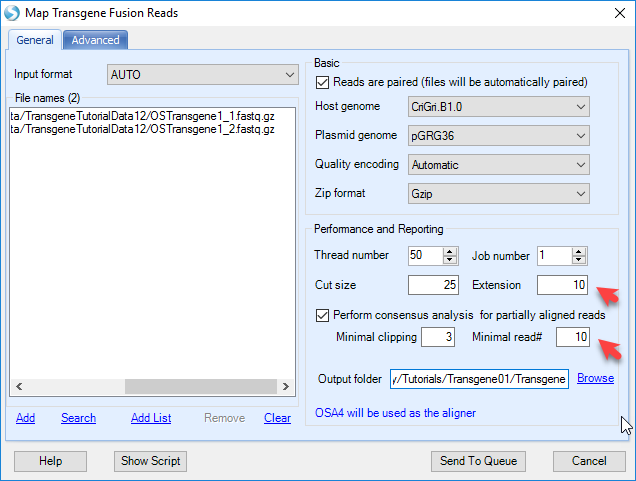 Map Transgene Fusion Reads
General Advanced
Input format AUTO
File names (2)
ta/TransgeneTutorialData12/OSTransgene1_1.fastq.gz
ta/TransgeneTutorialData12/OSTransgene1_2.fastq.gz
Add Search Add List Remove Clear
Basic
Reads are paired (files will be automatically paired)
Host genome CriGri.B1.0
Plasmid genome pGRG36
Quality encoding Automatic
Zip format Gzip
Perfomance and Reporting
Thread number 50 Job number 1
Cut size 25 Extension 10
Perform consensus analysis for partially aligned reads
Minimal clipping 3 Minimal read# 10
Output folder y/Tutorials/Transgene01/Transgene Browse
OSA4 will be used as the aligner
Help Show Script Send To Queue Cancel